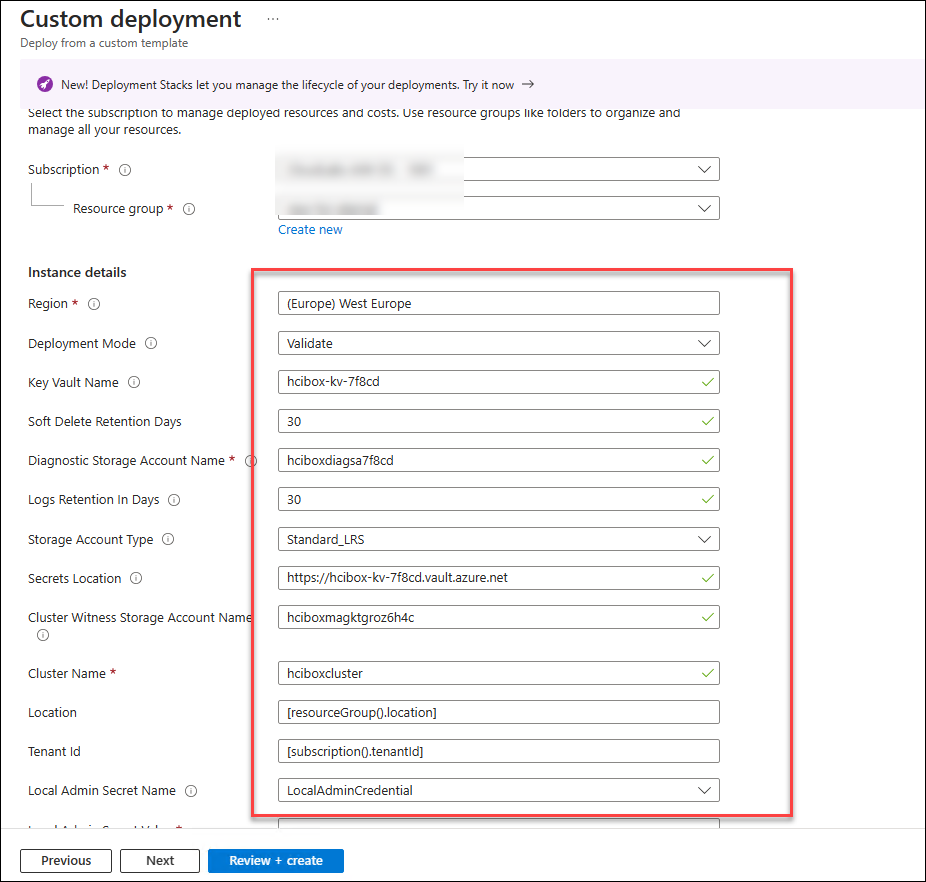 Custom deployment ...
Deploy from a custom template
New! Deployment Stacks let you manage the lifecycle of your deployments. Try it now →
Select the subscription to manage deployed resources and costs. Use resource groups like folders to organize and
manage all your resources.
Subscription *
Resource group *
Create new
Instance details
Region * (Europe) West Europe
Deployment Mode Validate
Key Vault Name hcibox-kv-7f8cd
Soft Delete Retention Days 30
Diagnostic Storage Account Name * hciboxdiagsa7f8cd
Logs Retention In Days 30
Storage Account Type Standard_LRS
Secrets Location https://hcibox-kv-7f8cd.vault.azure.net
Cluster Witness Storage Account Name hciboxmagktgroz6h4c
Cluster Name * hciboxcluster
Location [resourceGroup().location]
Tenant Id [subscription().tenantId]
Local Admin Secret Name LocalAdminCredential
Previous Next Review + create